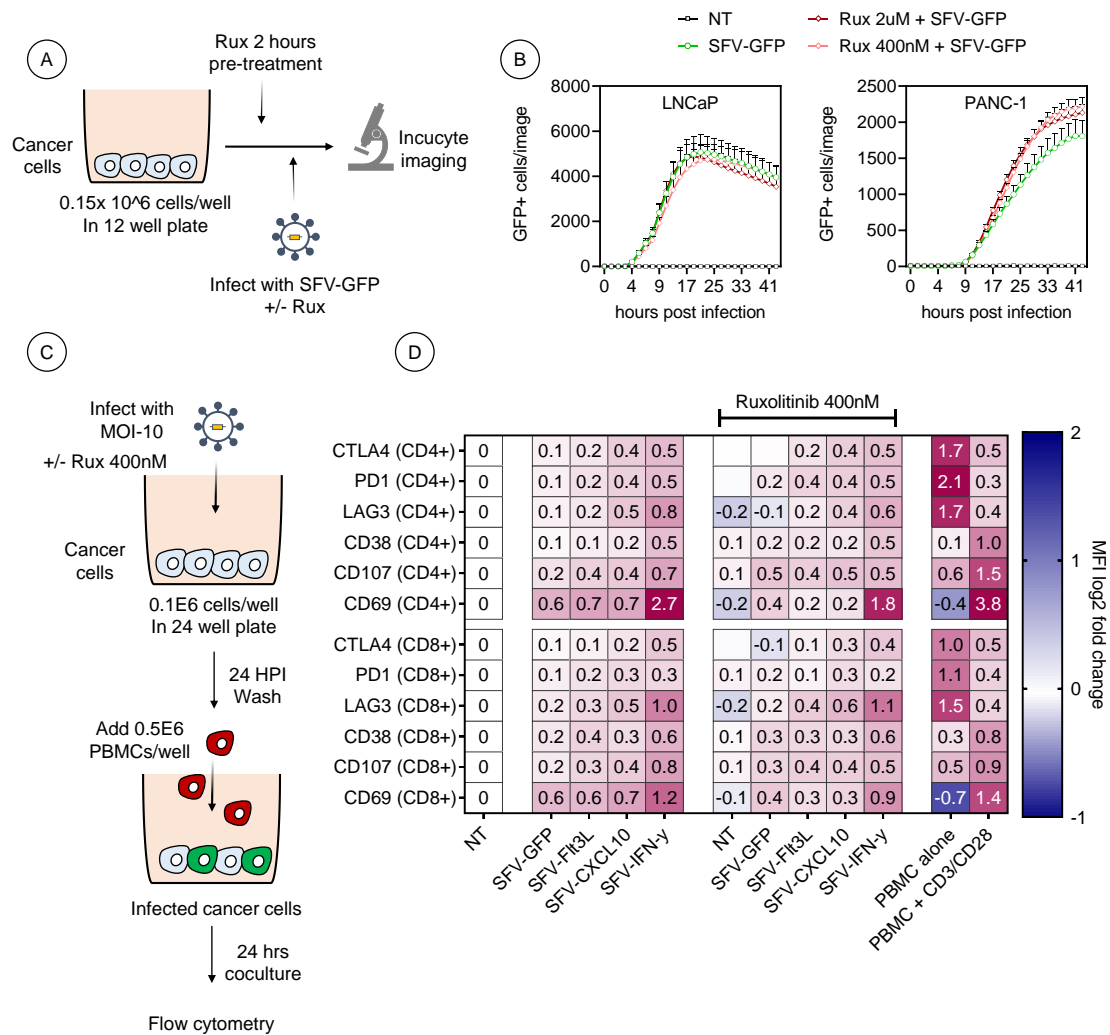 A
Rux 2 hours
pre-treatment
Cancer
cells
0.15x 10^6 cells/well
In 12 well plate
Incucyte
imaging
Infect with SFV-GFP
+/- Rux
B
NT
SFV-GFP
Rux 2uM + SFV-GFP
Rux 400nM + SFV-GFP
LNCaP
GFP+ cells/image
8000
6000
4000
2000
0
0 4 9 17 25 33 41
hours post infection
PANC-1
GFP+ cells/image
2500
2000
1500
1000
500
0
0 4 9 17 25 33 41
hours post infection
C
Infect with
MOI-10
+/- Rux 400nM
Cancer
cells
0.1E6 cells/well
In 24 well plate
24 HPI
Wash
Add 0.5E6
PBMCs/well
Infected cancer cells
24 hrs
coculture
Flow cytometry
D
Ruxolitinib 400nM
CTLA4 (CD4+) 0 0.1 0.2 0.4 0.5 0.2 0.4 0.5 1.7 0.5
PD1 (CD4+) 0 0.1 0.2 0.4 0.5 0.2 0.4 0.4 0.5 2.1 0.3
LAG3 (CD4+) 0 0.1 0.2 0.5 0.8 -0.2 -0.1 0.2 0.4 0.6 1.7 0.4
CD38 (CD4+) 0 0.1 0.1 0.2 0.5 0.1 0.2 0.2 0.2 0.5 0.1 1.0
CD107 (CD4+) 0 0.2 0.4 0.4 0.7 0.1 0.5 0.4 0.5 0.5 0.6 1.5
CD69 (CD4+) 0 0.6 0.7 0.7 2.7 -0.2 0.4 0.2 0.2 1.8 -0.4 3.8
CTLA4 (CD8+) 0 0.1 0.2 0.3 0.5 -0.1 0.1 0.3 0.4 1.0 0.5
PD1 (CD8+) 0 0.1 0.2 0.3 0.3 0.1 0.2 0.1 0.3 0.2 1.1 0.4
LAG3 (CD8+) 0 0.2 0.3 0.5 1.0 -0.2 0.2 0.4 0.6 1.1 1.5 0.4
CD38 (CD8+) 0 0.2 0.4 0.3 0.6 0.1 0.3 0.3 0.3 0.6 0.3 0.8
CD107 (CD8+) 0 0.2 0.3 0.4 0.8 0.1 0.3 0.4 0.4 0.5 0.5 0.9
CD69 (CD8+) 0 0.6 0.6 0.7 1.2 -0.1 0.4 0.3 0.3 0.9 -0.7 1.4
NT
SFV-GFP
SFV-Flt3L
SFV-CXCL10
SFV-IFN-y
NT
SFV-GFP
SFV-Flt3L
SFV-CXCL10
SFV-IFN-y
PBMC alone
PBMC + CD3/CD28
2
1
0
-1
MFI log2 fold change